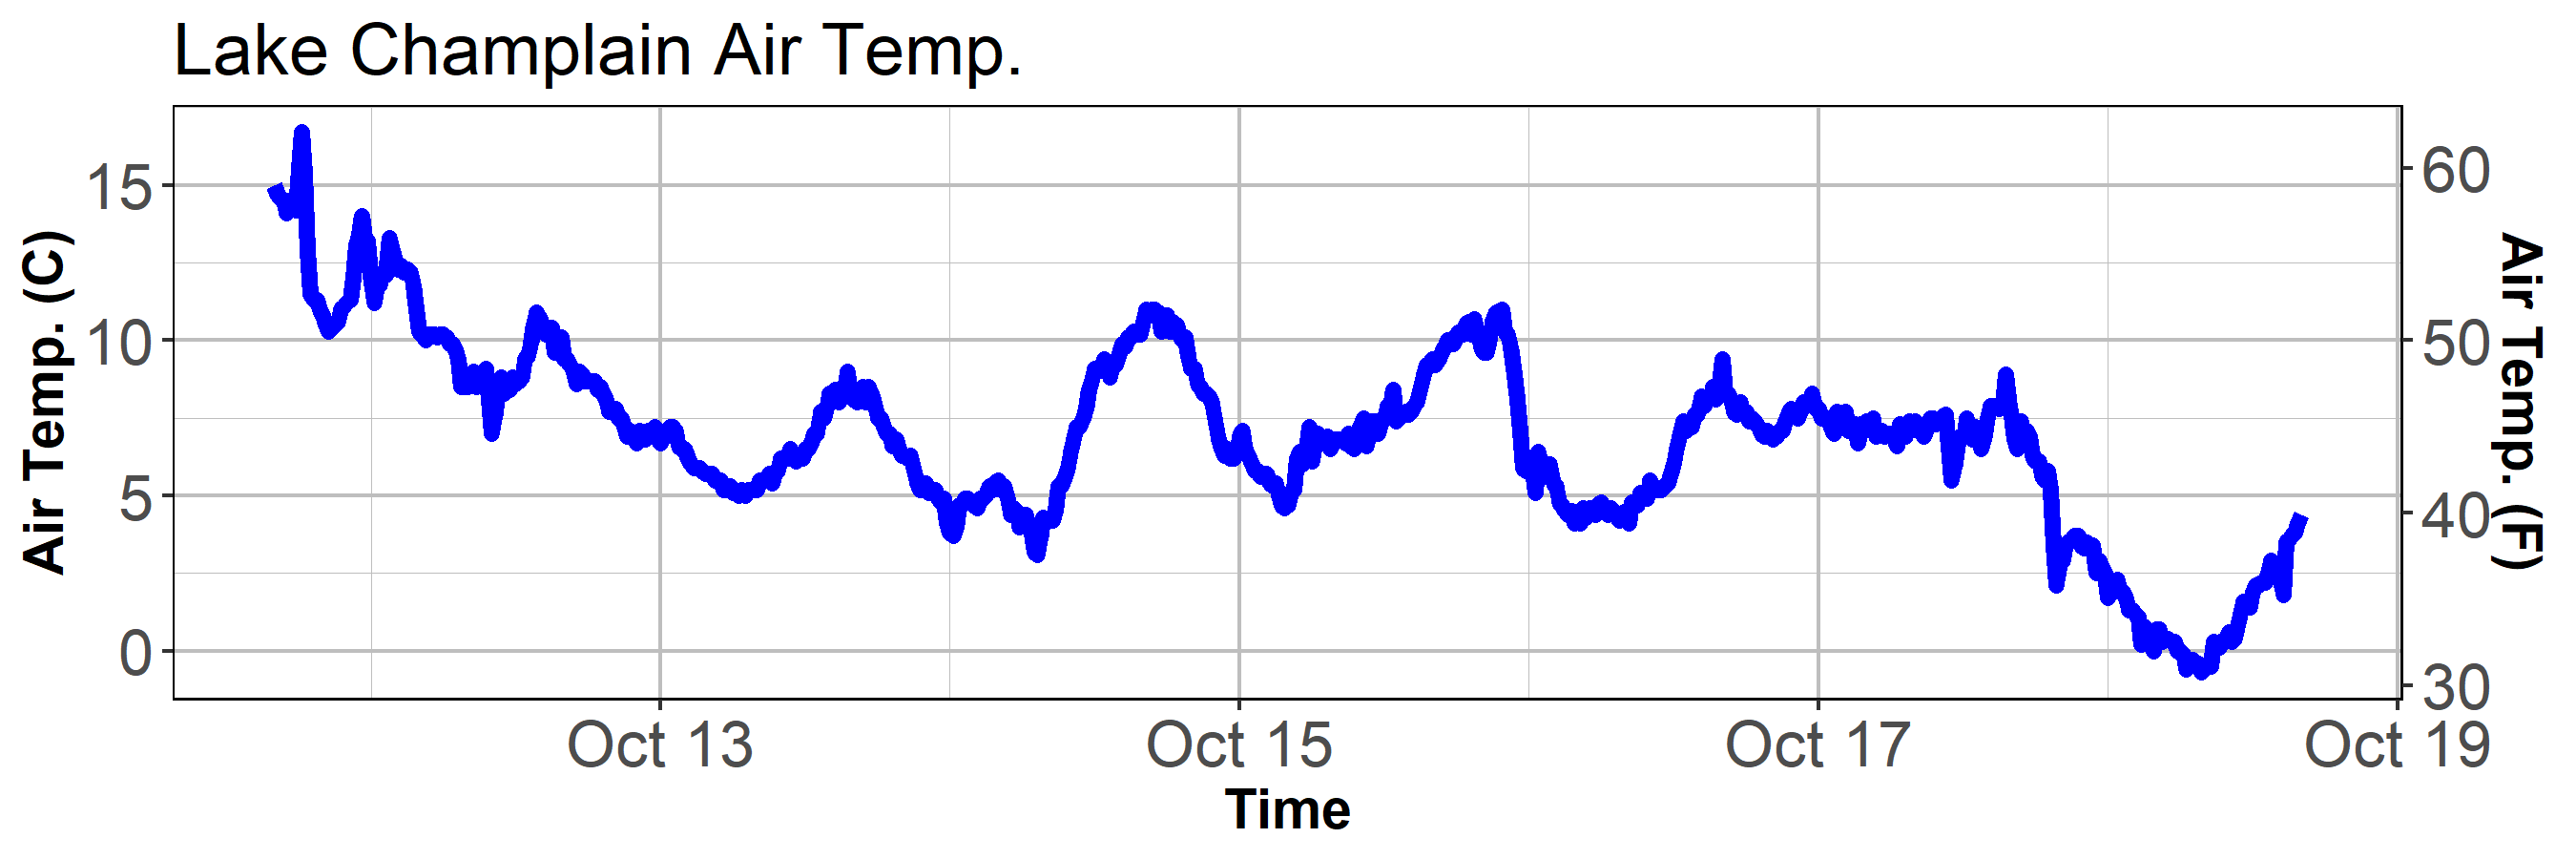 Lake Champlain Air Temp.
Air Temp. (C)
15
10
5
0
60
50
40
30
Air Temp. (F)
Oct 13
Oct 15
Oct 17
Oct 19
Time